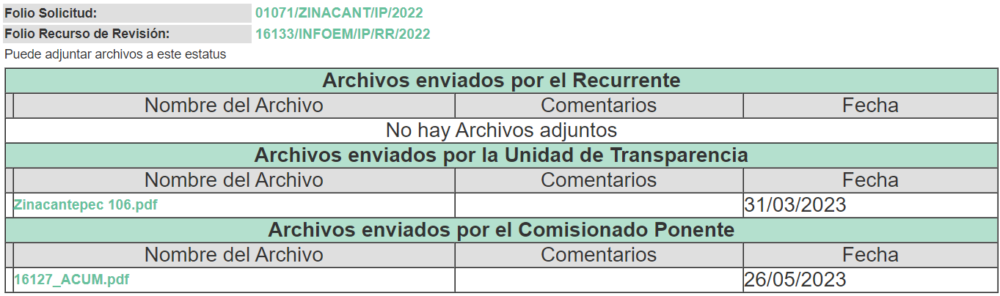 Folio Solicitud: 01071/ZINACANT/IP/2022
Folio Recurso de Revisión: 16133/INFOEM/IP/RR/2022
Puede adjuntar archivos a este estatus
Archivos enviados por el Recurrente
Nombre del Archivo Comentarios Fecha
No hay Archivos adjuntos
Archivos enviados por la Unidad de Transparencia
Nombre del Archivo Comentarios Fecha
Zinacantepec 106.pdf 31/03/2023
Archivos enviados por el Comisionado Ponente
Nombre del Archivo Comentarios Fecha
16127_ACUM.pdf 26/05/2023